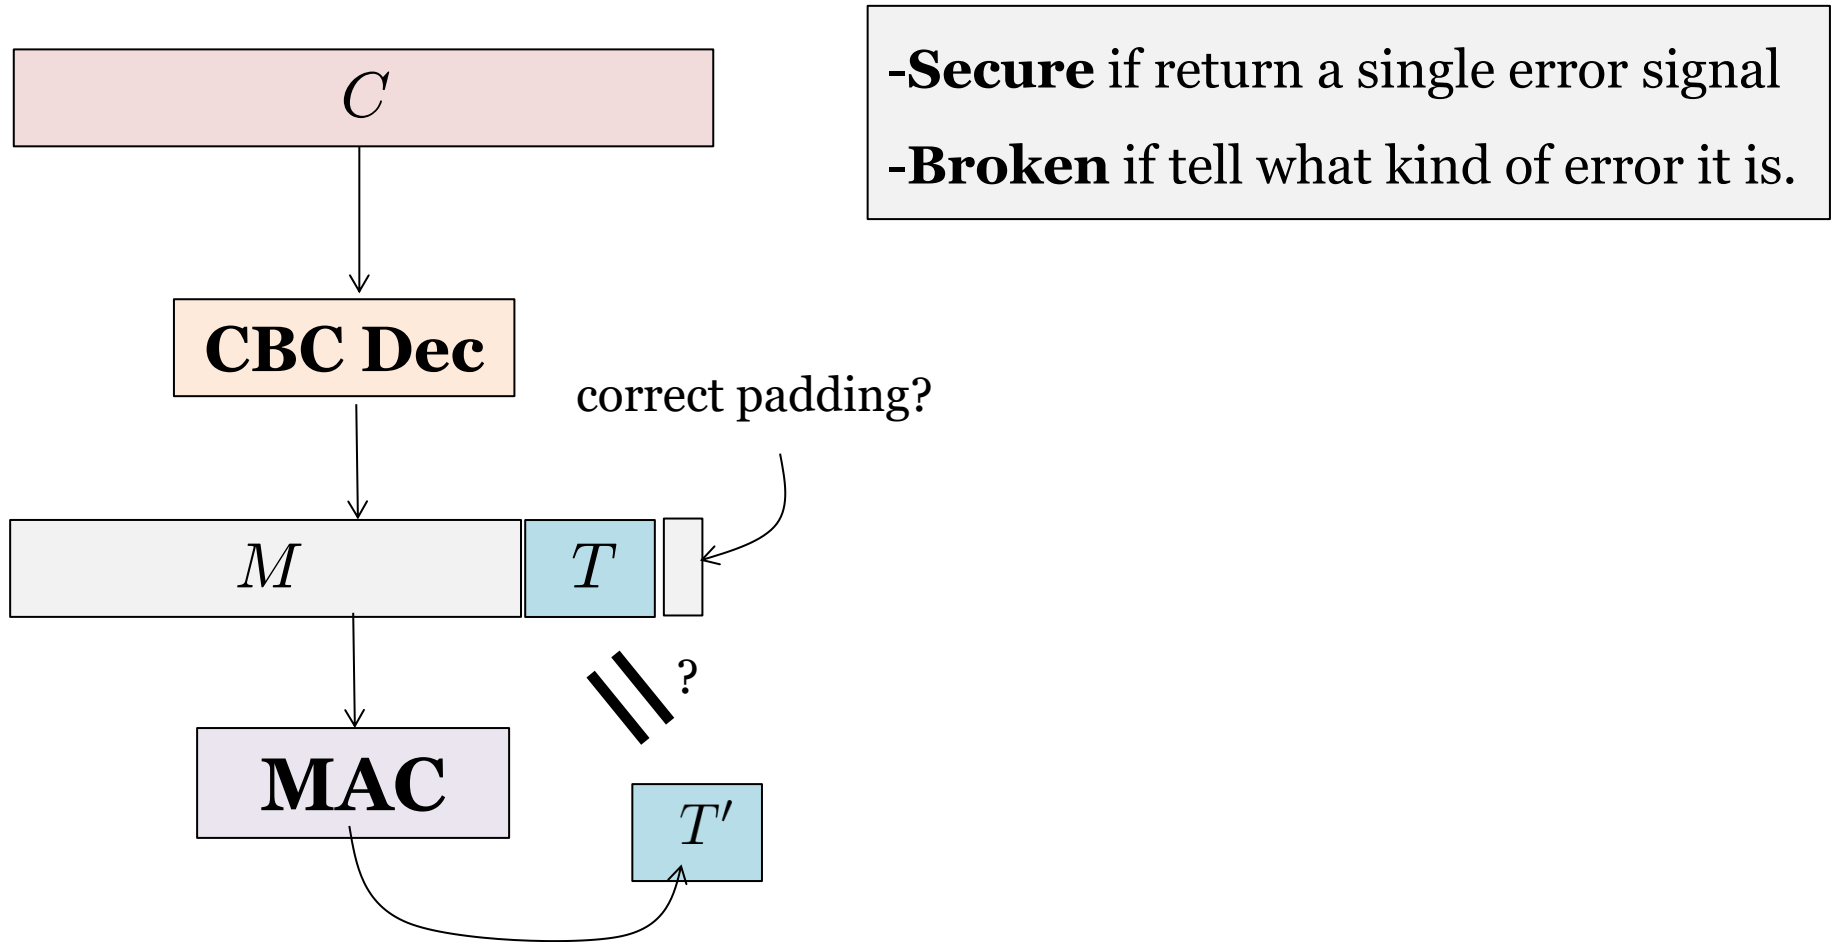 C
-Secure if return a single error signal
-Broken if tell what kind of error it is.
CBC Dec
correct padding?
M
T
?
MAC
T′